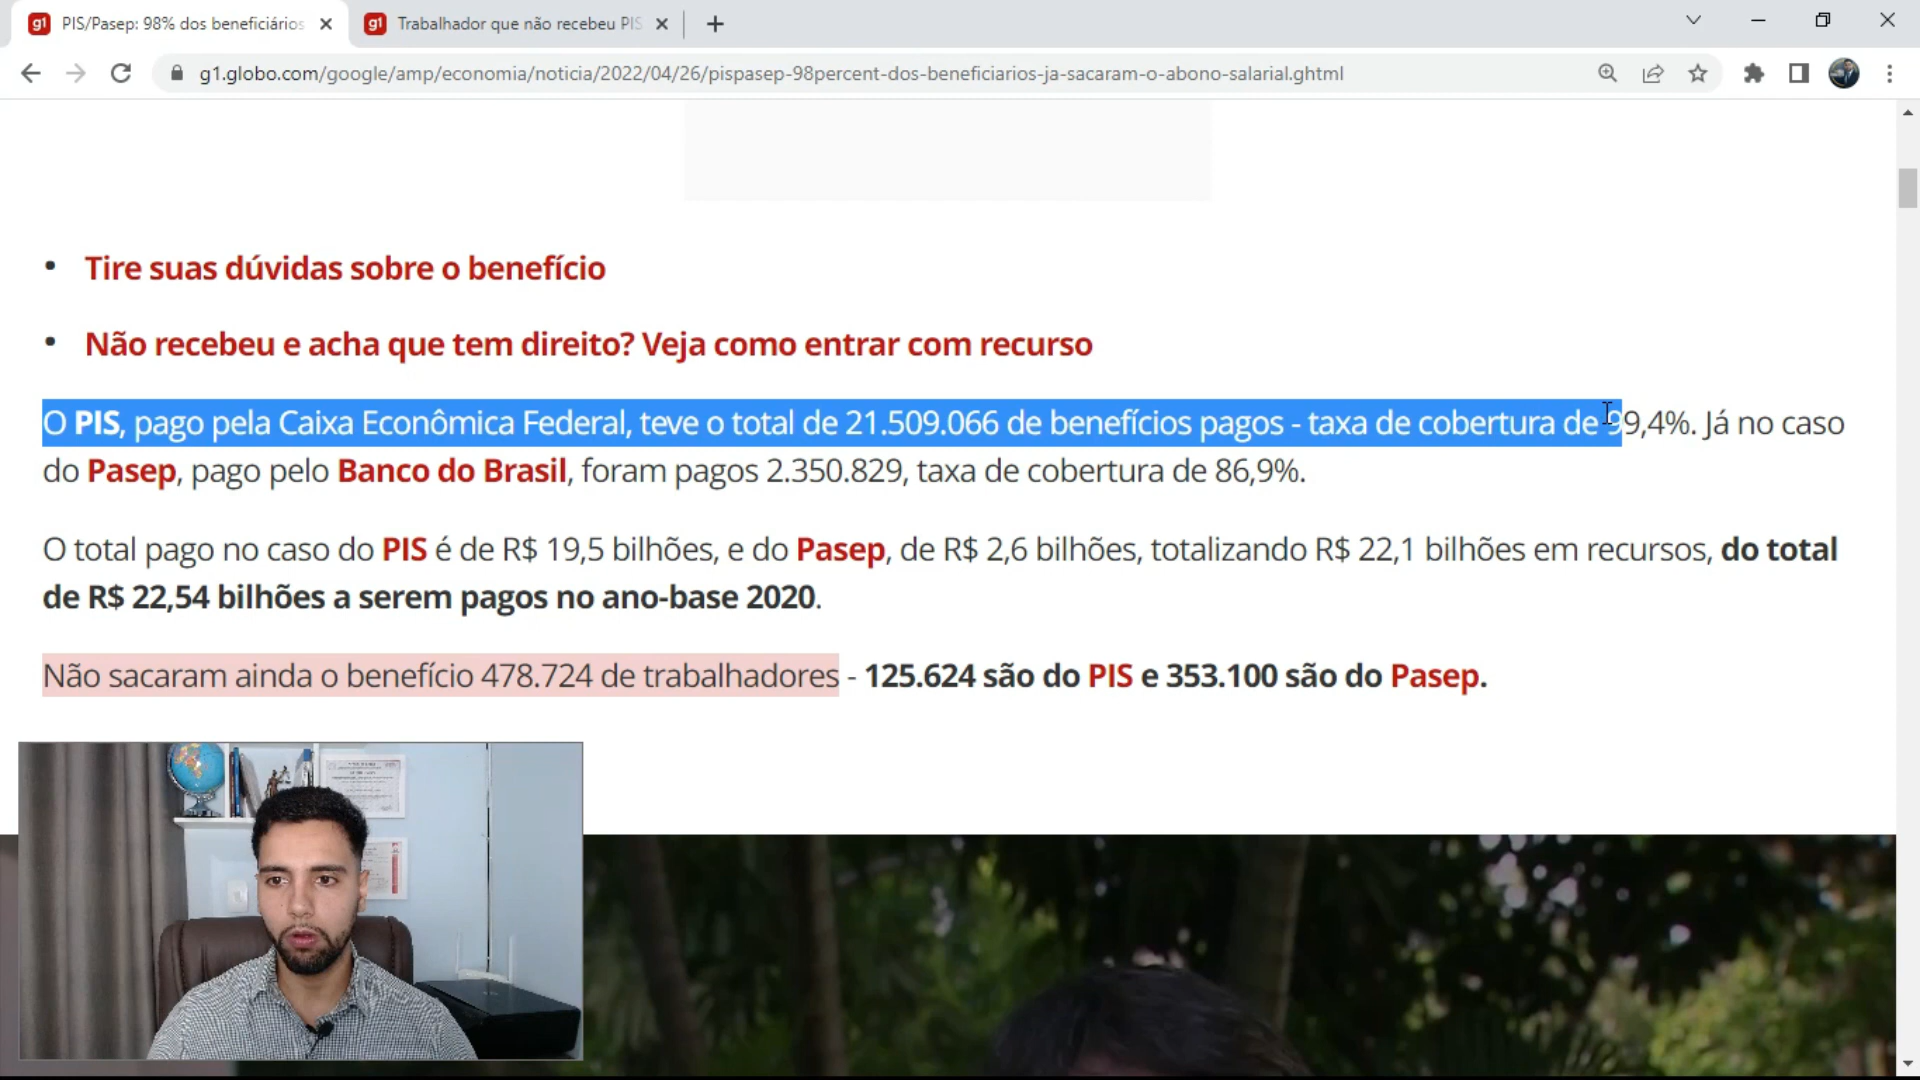 g1 PIS/Pasep: 98% dos beneficiários
g1 Trabalhador que não recebeu PIS
g1.globo.com/google/amp/economia/noticia/2022/04/26/pispasep-98percent-dos-beneficiarios-ja-sacaram-o-abono-salarial.ghtml
• Tire suas dúvidas sobre o benefício
• Não recebeu e acha que tem direito? Veja como entrar com recurso
O PIS, pago pela Caixa Econômica Federal, teve o total de 21.509.066 de benefícios pagos - taxa de cobertura de 99,4%. Já no caso
do Pasep, pago pelo Banco do Brasil, foram pagos 2.350.829, taxa de cobertura de 86,9%.
O total pago no caso do PIS é de R$ 19,5 bilhões, e do Pasep, de R$ 2,6 bilhões, totalizando R$ 22,1 bilhões em recursos, do total
de R$ 22,54 bilhões a serem pagos no ano-base 2020.
Não sacaram ainda o benefício 478.724 de trabalhadores - 125.624 são do PIS e 353.100 são do Pasep.